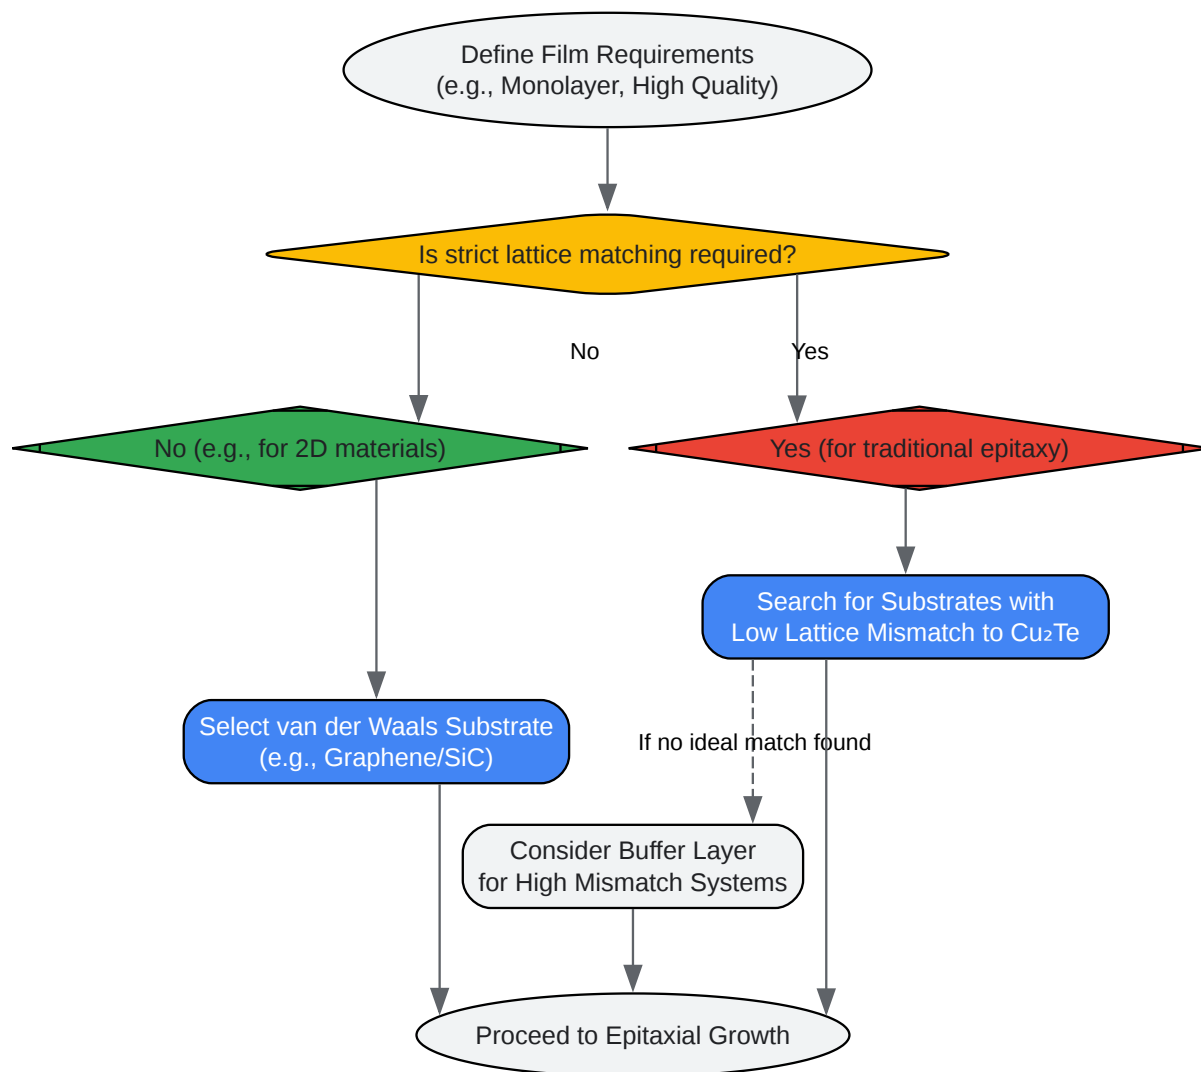 Define Film Requirements
(e.g., Monolayer, High Quality)
Is strict lattice matching required?
No
Yes
No (e.g., for 2D materials)
Yes (for traditional epitaxy)
Search for Substrates with
Low Lattice Mismatch to Cu₂Te
Select van der Waals Substrate
(e.g., Graphene/SiC)
If no ideal match found
Consider Buffer Layer
for High Mismatch Systems
Proceed to Epitaxial Growth